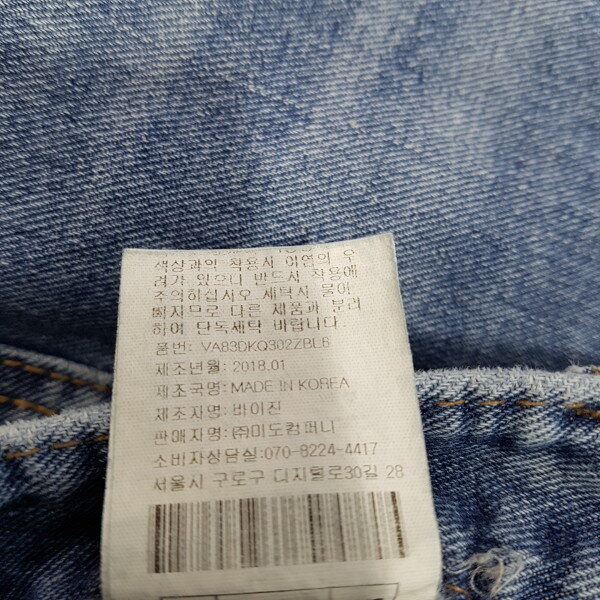 색상과의 착용시 이염의 우
려가 있으니 반드시 착용에
주의하십시오 세탁시 물이
빠지므로 다른 제품과 분리
하여 단독세탁 바랍니다.
품번: VA83DKQ302ZBL6
제조년월: 2018.01
제조국명: MADE IN KOREA
제조자명: 바이진
판매자명: ㈜미도컴퍼니
소비자상담실:070-8224-4417
서울시 구로구 디지털로30길 28